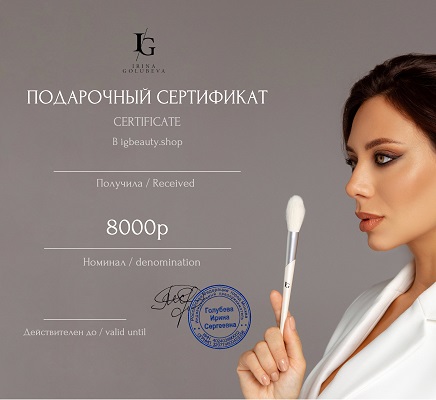 IG
IRINA
GOLUBEVA
ПОДАРОЧНЫЙ СЕРТИФИКАТ
CERTIFICATE
В igbeauty.shop
Получила / Received
8000р
Номинал / denomination
Голубева
Ирина
Сергеевна
IG
Действителен до / valid until